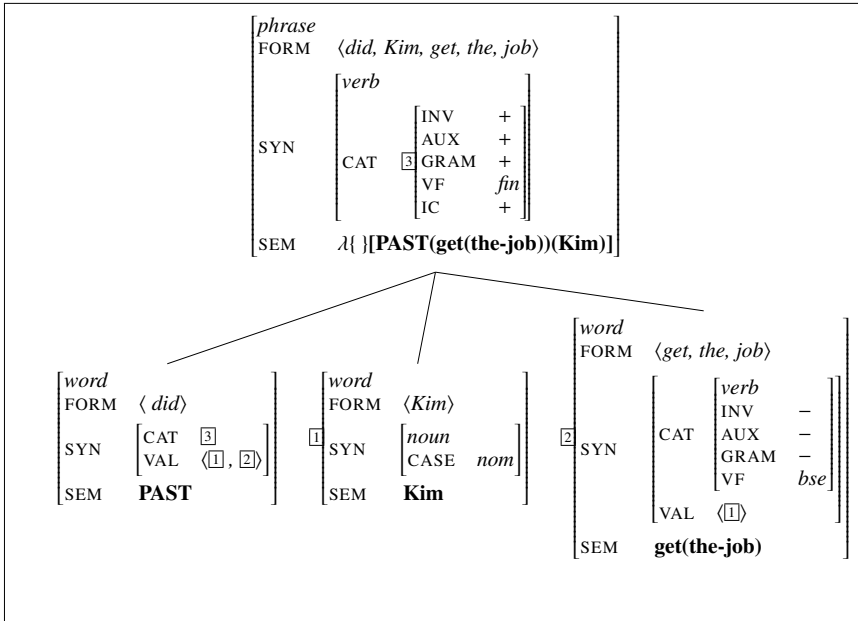 phrase
FORM ⟨did, Kim, get, the, job⟩
verb
INV +
AUX +
SYN CAT [3] GRAM +
VF fin
IC +
SEM λ{ }[PAST(get(the-job))(Kim)]
word
FORM ⟨ did⟩
SYN CAT [3]
VAL ⟨[1] , [2]⟩
SEM PAST
word
FORM ⟨Kim⟩
[1] SYN noun
CASE nom
SEM Kim
word
FORM ⟨get, the, job⟩
verb
INV −
CAT AUX −
GRAM −
[2] SYN VF bse
VAL ⟨[1]⟩
SEM get(the-job)